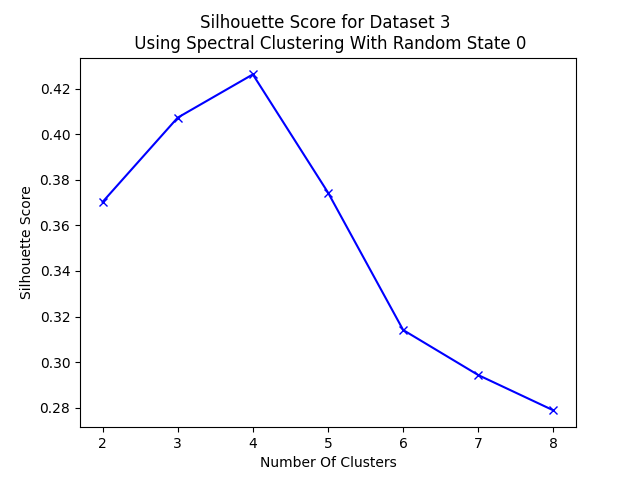 Silhouette Score for Dataset 3
Using Spectral Clustering With Random State 0
Silhouette Score
0.42
0.40
0.38
0.36
0.34
0.32
0.30
0.28
2 3 4 5 6 7 8
Number Of Clusters